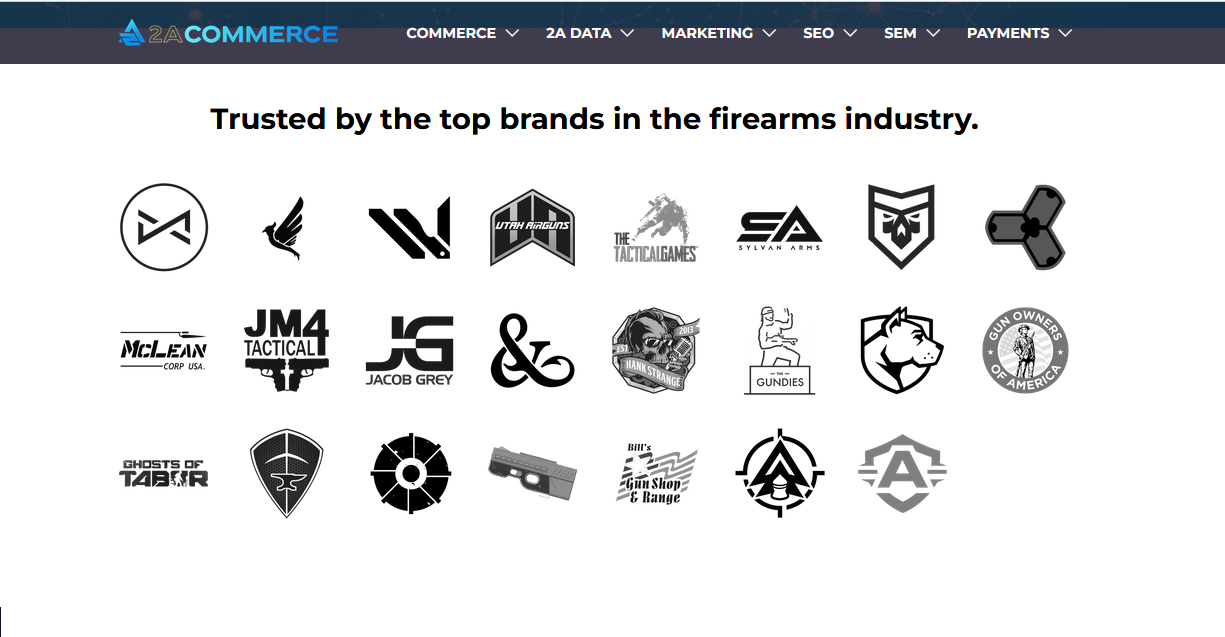 2ACOMMERCE
COMMERCE
2A DATA
MARKETING
SEO
SEM
PAYMENTS
Trusted by the top brands in the firearms industry.
UTAH AIRGUNS
THE
TACTICALGAMES
SA
SYLVAN ARMS
MCLEAN
CORP USA.
JM4
TACTICAL
JG
JACOB GREY
&
EST
2013
HANK STRANGE
THE
GUNDIES
GUN OWNERS
OF AMERICA
GHOSTS OF
TABOR
Bill's
Gun Shop
& Range
A